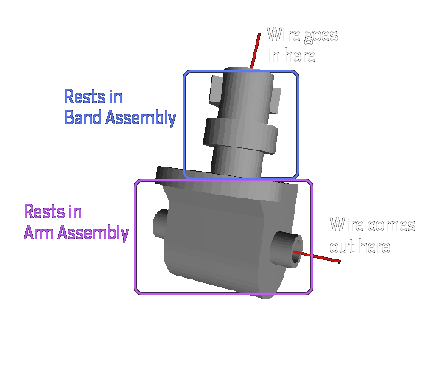 Wire goes
in here
Rests in
Band Assembly
Rests in
Arm Assembly
Wire comes
out here